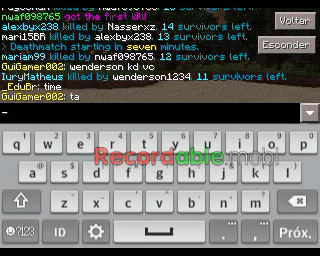 nwaf098765 got the first kill!
alexbyx238 killed by Nasserxz. 14 survivors left.
mari15BR killed by alexbyx238. 13 survivors left.
> Deathmatch starting in seven minutes.
mariam99 killed by nwaf098765. 12 survivors left.
GuiGamer002: wenderson kd vc
IuryMatheus killed by wenderson1234. 11 survivors left.
_EduBr: time
GuiGamer002: ta
Voltar
Esconder
q w e r t y u i o p
Recordable.mobi
a s d f g h j k l
z x c v b n m
?123 ID Próx.